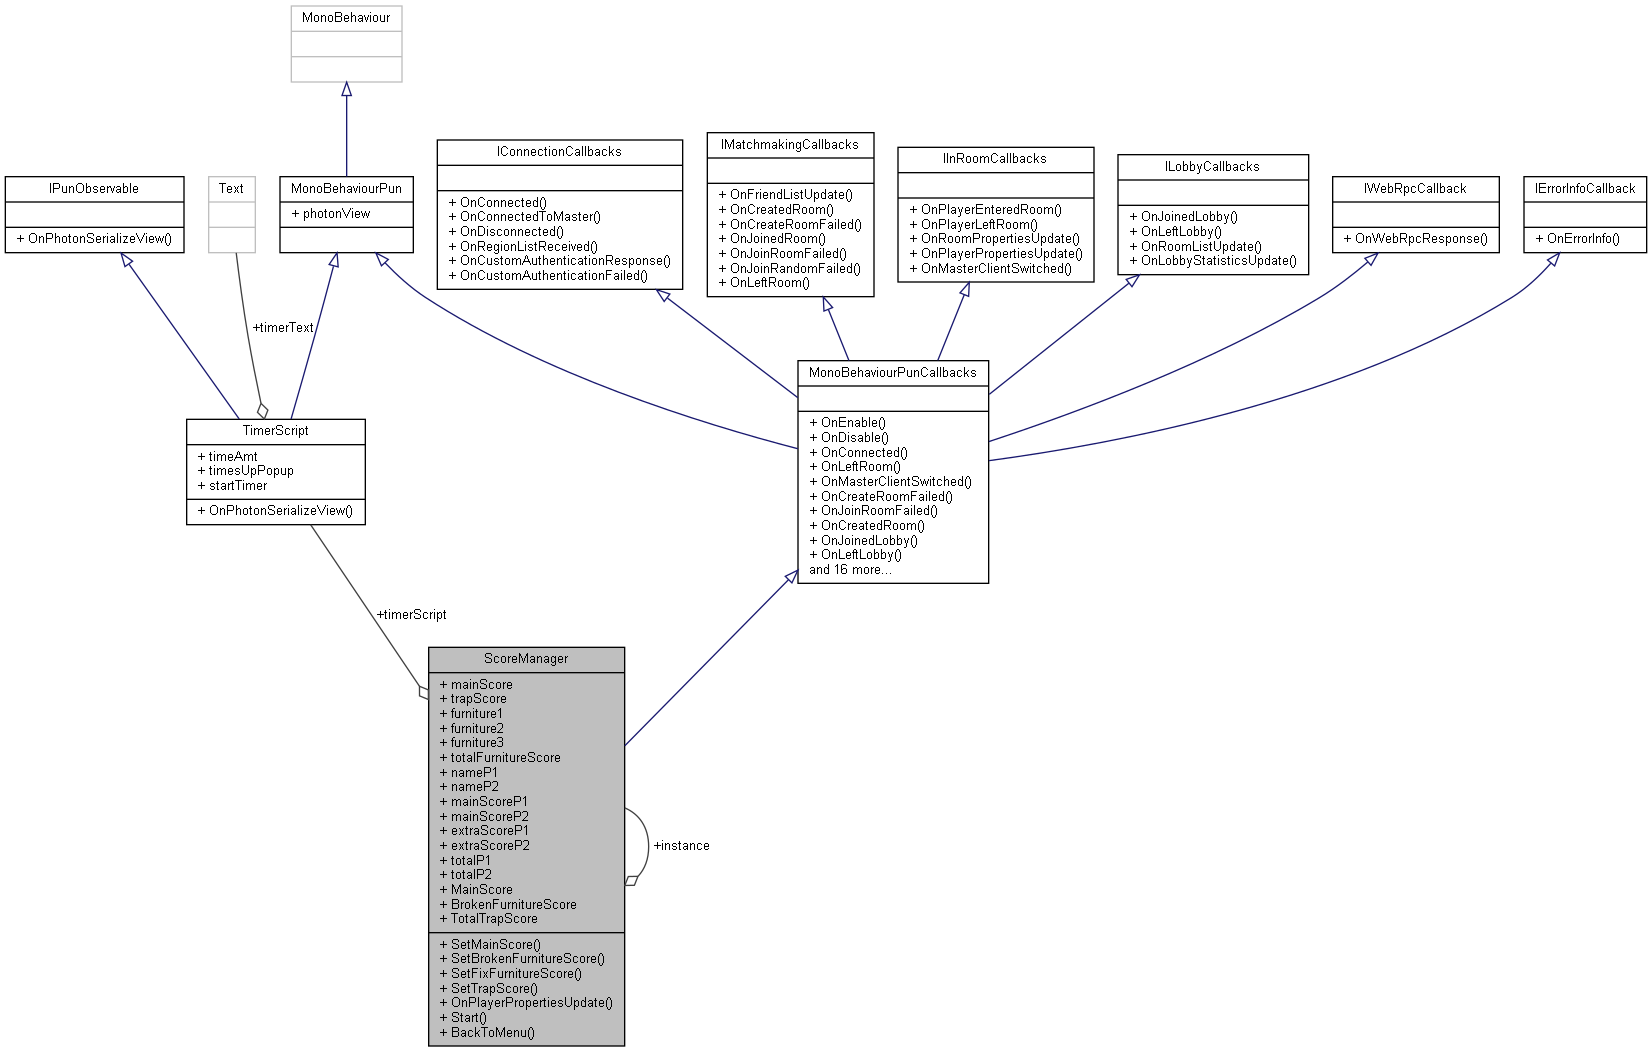 MonoBehaviour
IPunObservable
+ OnPhotonSerializeView()
Text
MonoBehaviourPun
+ photonView
IConnectionCallbacks
+ OnConnected()
+ OnConnectedToMaster()
+ OnDisconnected()
+ OnRegionListReceived()
+ OnCustomAuthenticationResponse()
+ OnCustomAuthenticationFailed()
IMatchmakingCallbacks
+ OnFriendListUpdate()
+ OnCreatedRoom()
+ OnCreateRoomFailed()
+ OnJoinedRoom()
+ OnJoinRoomFailed()
+ OnJoinRandomFailed()
+ OnLeftRoom()
IInRoomCallbacks
+ OnPlayerEnteredRoom()
+ OnPlayerLeftRoom()
+ OnRoomPropertiesUpdate()
+ OnPlayerPropertiesUpdate()
+ OnMasterClientSwitched()
ILobbyCallbacks
+ OnJoinedLobby()
+ OnLeftLobby()
+ OnRoomListUpdate()
+ OnLobbyStatisticsUpdate()
IWebRpcCallback
+ OnWebRpcResponse()
IErrorInfoCallback
+ OnErrorInfo()
+timerText
TimerScript
+ timeAmt
+ timesUpPopup
+ startTimer
+ OnPhotonSerializeView()
MonoBehaviourPunCallbacks
+ OnEnable()
+ OnDisable()
+ OnConnected()
+ OnLeftRoom()
+ OnMasterClientSwitched()
+ OnCreateRoomFailed()
+ OnJoinRoomFailed()
+ OnCreatedRoom()
+ OnJoinedLobby()
+ OnLeftLobby()
and 16 more...
+timerScript
ScoreManager
+ mainScore
+ trapScore
+ furniture1
+ furniture2
+ furniture3
+ totalFurnitureScore
+ nameP1
+ nameP2
+ mainScoreP1
+ mainScoreP2
+ extraScoreP1
+ extraScoreP2
+ totalP1
+ totalP2
+ MainScore
+ BrokenFurnitureScore
+ TotalTrapScore
+ SetMainScore()
+ SetBrokenFurnitureScore()
+ SetFixFurnitureScore()
+ SetTrapScore()
+ OnPlayerPropertiesUpdate()
+ Start()
+ BackToMenu()
+instance